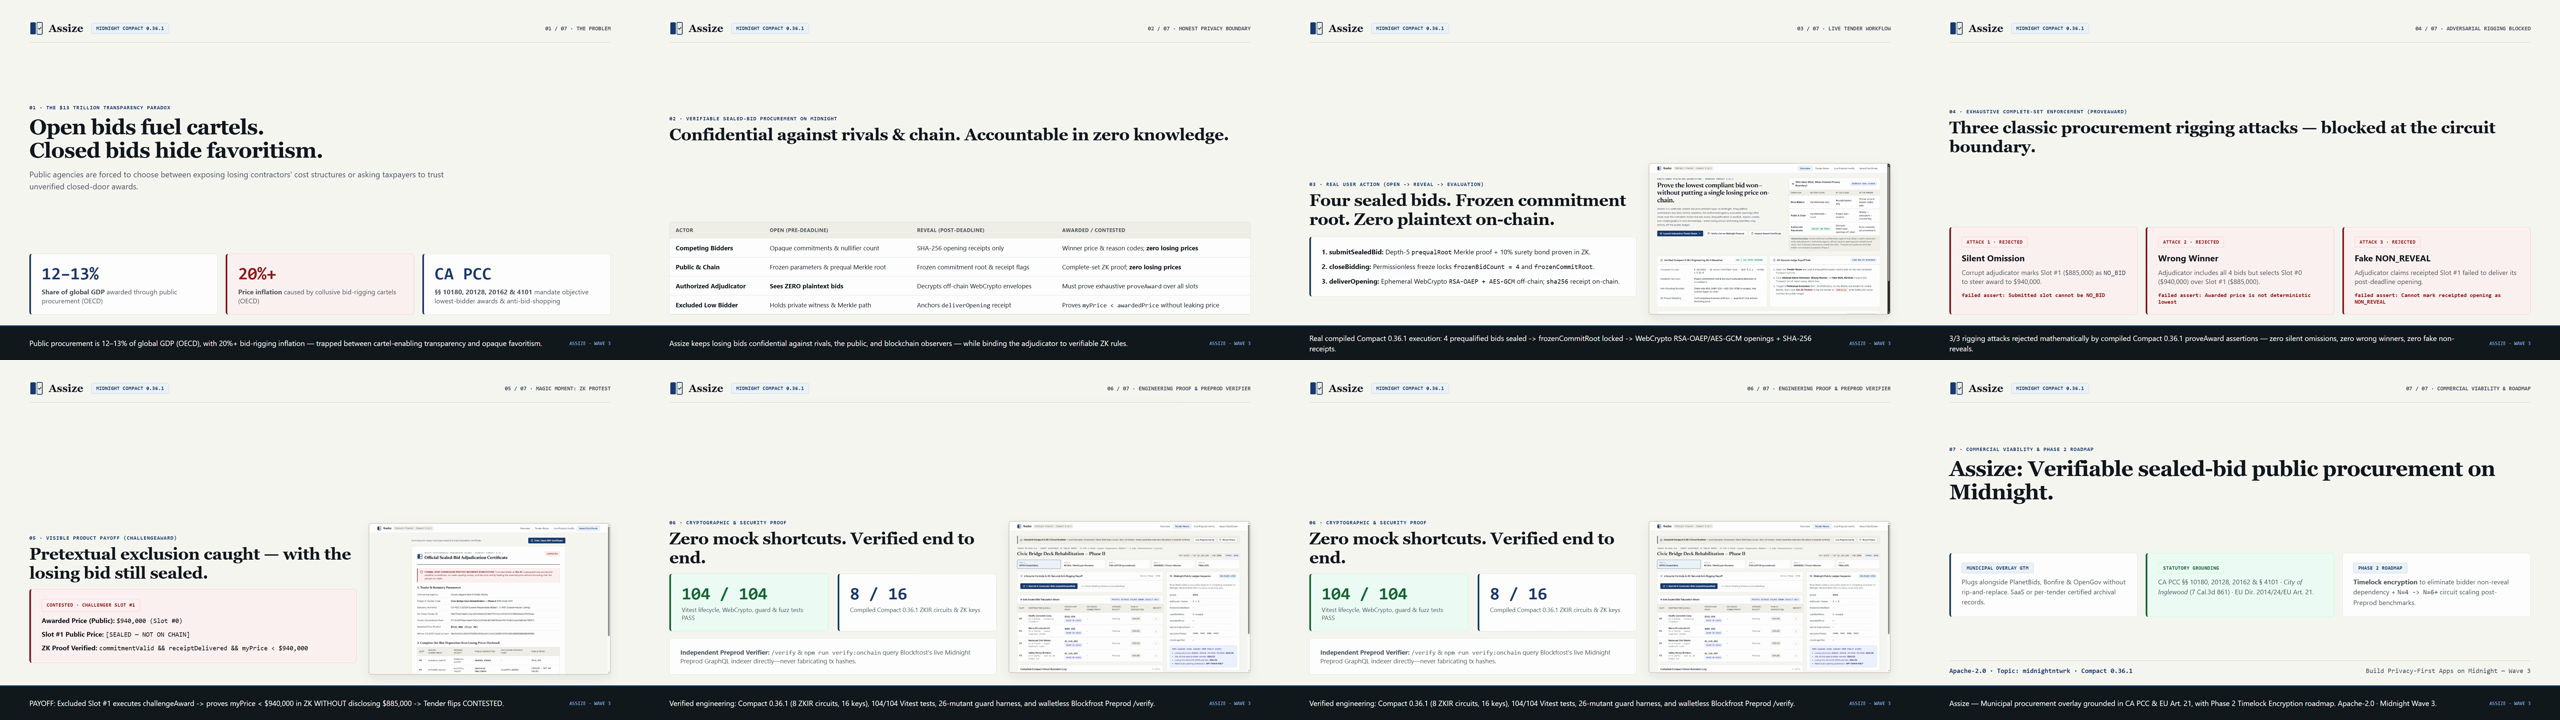 Assize
MIDNIGHT COMPACT 0.36.1
01 / 07 · THE PROBLEM
01 · THE $13 TRILLION TRANSPARENCY PARADOX
Open bids fuel cartels.
Closed bids hide favoritism.
Public agencies are forced to choose between exposing losing contractors' cost structures or asking taxpayers to trust
unverified closed-door awards.
12–13%
Share of global GDP awarded through public
procurement (OECD)
20%+
Price inflation caused by collusive bid-rigging cartels
(OECD)
CA PCC
§§ 10180, 20128, 20162 & 4101 mandate objective
lowest-bidder awards & anti-bid-shopping
Public procurement is 12–13% of global GDP (OECD), with 20%+ bid-rigging inflation — trapped between cartel-enabling transparency and opaque favoritism.
ASSIZE · WAVE 3
Assize
MIDNIGHT COMPACT 0.36.1
02 / 07 · HONEST PRIVACY BOUNDARY
02 · VERIFIABLE SEALED-BID PROCUREMENT ON MIDNIGHT
Confidential against rivals & chain. Accountable in zero knowledge.
ACTOR OPEN (PRE-DEADLINE) REVEAL (POST-DEADLINE) AWARDED / CONTESTED
Competing Bidders Opaque commitments & nullifier count SHA-256 opening receipts only Winner price & reason codes; zero losing prices
Public & Chain Frozen parameters & prequal Merkle root Frozen commitment root & receipt flags Complete-set ZK proof; zero losing prices
Authorized Adjudicator Sees ZERO plaintext bids Decrypts off-chain WebCrypto envelopes Must prove exhaustive proveAward over all slots
Excluded Low Bidder Holds private witness & Merkle path Anchors deliverOpening receipt Proves myPrice < awardedPrice without leaking price
Assize keeps losing bids confidential against rivals, the public, and blockchain observers — while binding the adjudicator to verifiable ZK rules.
ASSIZE · WAVE 3
Assize
MIDNIGHT COMPACT 0.36.1
03 / 07 · LIVE TENDER WORKFLOW
03 · REAL USER ACTION (OPEN -> REVEAL -> EVALUATION)
Four sealed bids. Frozen commitment
root. Zero plaintext on-chain.
1. submitSealedBid: Depth-5 prequalRoot Merkle proof + 10% surety bond proven in ZK.
2. closeBidding: Permissionless freeze locks frozenBidCount = 4 and frozenCommitRoot.
3. deliverOpening: Ephemeral WebCrypto RSA-OAEP + AES-GCM off-chain; sha256 receipt on-chain.
Prove the lowest compliant bid won—
without putting a single losing price on-
chain.
Real compiled Compact 0.36.1 execution: 4 prequalified bids sealed -> frozenCommitRoot locked -> WebCrypto RSA-OAEP/AES-GCM openings + SHA-256
receipts.
ASSIZE · WAVE 3
Assize
MIDNIGHT COMPACT 0.36.1
04 / 07 · ADVERSARIAL RIGGING BLOCKED
04 · EXHAUSTIVE COMPLETE-SET ENFORCEMENT (PROVEAWARD)
Three classic procurement rigging attacks — blocked at the circuit
boundary.
ATTACK 1 · REJECTED
Silent Omission
Corrupt adjudicator marks Slot #1 ($885,000) as NO_BID
to steer award to $940,000.
failed assert: Submitted slot cannot be NO_BID
ATTACK 2 · REJECTED
Wrong Winner
Adjudicator includes all 4 bids but selects Slot #0
($940,000) over Slot #1 ($885,000).
failed assert: Awarded price is not deterministic
lowest
ATTACK 3 · REJECTED
Fake NON_REVEAL
Adjudicator claims receipted Slot #1 failed to deliver its
post-deadline opening.
failed assert: Cannot mark receipted opening as
NON_REVEAL
3/3 rigging attacks rejected mathematically by compiled Compact 0.36.1 proveAward assertions — zero silent omissions, zero wrong winners, zero fake non-
reveals.
ASSIZE · WAVE 3
Assize
MIDNIGHT COMPACT 0.36.1
05 / 07 · MAGIC MOMENT: ZK PROTEST
05 · VISIBLE PRODUCT PAYOFF (CHALLENGEAWARD)
Pretextual exclusion caught — with the
losing bid still sealed.
CONTESTED · CHALLENGER SLOT #1
Awarded Price (Public): $940,000 (Slot #0)
Slot #1 Public Price: [SEALED — NOT ON CHAIN]
ZK Proof Verified: commitmentValid && receiptDelivered && myPrice < $940,000
Official Sealed-Bid Adjudication Certificate
PAYOFF: Excluded Slot #1 executes challengeAward -> proves myPrice < $940,000 in ZK WITHOUT disclosing $885,000 -> Tender flips CONTESTED.
ASSIZE · WAVE 3
Assize
MIDNIGHT COMPACT 0.36.1
06 / 07 · ENGINEERING PROOF & PREPROD VERIFIER
06 · CRYPTOGRAPHIC & SECURITY PROOF
Zero mock shortcuts. Verified end to
end.
104 / 104
Vitest lifecycle, WebCrypto, guard & fuzz tests
PASS
8 / 16
Compiled Compact 0.36.1 ZKIR circuits & ZK keys
Independent Preprod Verifier: /verify & npm run verify:onchain query Blockfrost's live Midnight
Preprod GraphQL indexer directly—never fabricating tx hashes.
Civic Bridge Deck Rehabilitation – Phase II
Verified engineering: Compact 0.36.1 (8 ZKIR circuits, 16 keys), 104/104 Vitest tests, 26-mutant guard harness, and walletless Blockfrost Preprod /verify.
ASSIZE · WAVE 3
Assize
MIDNIGHT COMPACT 0.36.1
06 / 07 · ENGINEERING PROOF & PREPROD VERIFIER
06 · CRYPTOGRAPHIC & SECURITY PROOF
Zero mock shortcuts. Verified end to
end.
104 / 104
Vitest lifecycle, WebCrypto, guard & fuzz tests
PASS
8 / 16
Compiled Compact 0.36.1 ZKIR circuits & ZK keys
Independent Preprod Verifier: /verify & npm run verify:onchain query Blockfrost's live Midnight
Preprod GraphQL indexer directly—never fabricating tx hashes.
Civic Bridge Deck Rehabilitation – Phase II
Verified engineering: Compact 0.36.1 (8 ZKIR circuits, 16 keys), 104/104 Vitest tests, 26-mutant guard harness, and walletless Blockfrost Preprod /verify.
ASSIZE · WAVE 3
Assize
MIDNIGHT COMPACT 0.36.1
07 / 07 · COMMERCIAL VIABILITY & ROADMAP
07 · COMMERCIAL VIABILITY & PHASE 2 ROADMAP
Assize: Verifiable sealed-bid public procurement on
Midnight.
MUNICIPAL OVERLAY GTM
Plugs alongside PlanetBids, Bonfire & OpenGov without
rip-and-replace. SaaS or per-tender certified archival
records.
STATUTORY GROUNDING
CA PCC §§ 10180, 20128, 20162 & § 4101 · City of
Inglewood (7 Cal.3d 861) · EU Dir. 2014/24/EU Art. 21.
PHASE 2 ROADMAP
Timelock encryption to eliminate bidder non-reveal
dependency + N=4 -> N=6+ circuit scaling post-
Preprod benchmarks.
Apache-2.0 · Topic: midnightntwrk · Compact 0.36.1
Build Privacy-First Apps on Midnight — Wave 3
Assize — Municipal procurement overlay grounded in CA PCC & EU Art. 21, with Phase 2 Timelock Encryption roadmap. Apache-2.0 · Midnight Wave 3.
ASSIZE · WAVE 3